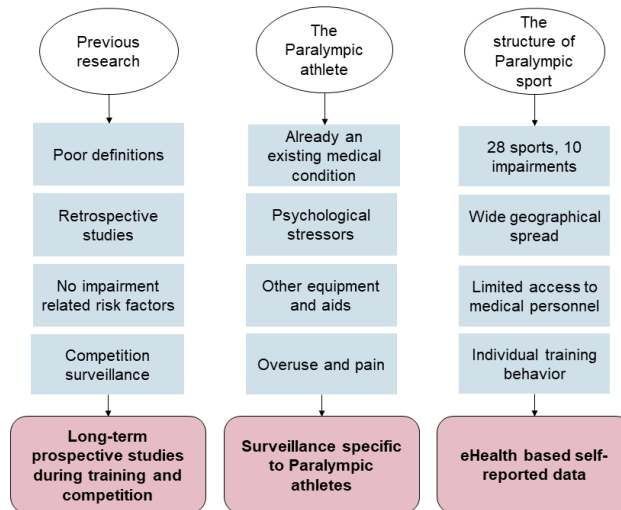 Previous
research
Poor definitions
Retrospective
studies
No impairment
related risk factors
Competition
surveillance
Long-term
prospective studies
during training and
competition
The
Paralympic
athlete
Already an
existing medical
condition
Psychological
stressors
Other equipment
and aids
Overuse and pain
Surveillance specific
to Paralympic
athletes
The
structure of
Paralympic
sport
28 sports, 10
impairments
Wide geographical
spread
Limited access to
medical personnel
Individual training
behavior
eHealth based self-
reported data